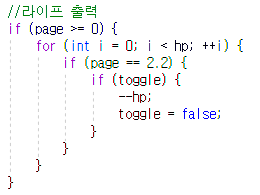 //라이프 출력
if (page >= 0) {
for (int i = 0; i < hp; ++i) {
if (page == 2.2) {
if (toggle) {
--hp;
toggle = false;
}
}
}
}